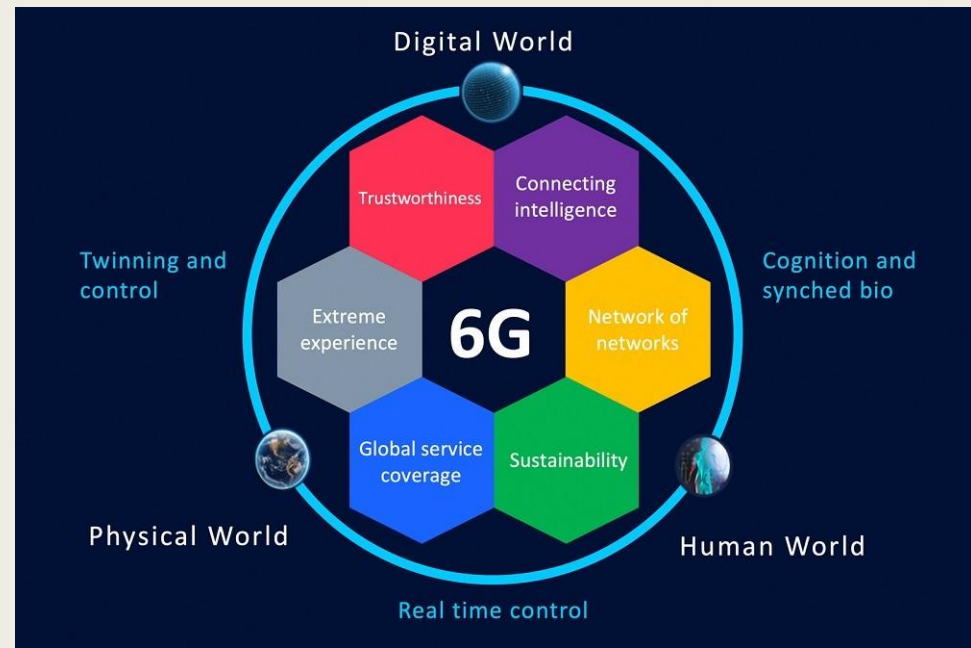 Digital World
Trustworthiness
Connecting
intelligence
Twinning and
control
Cognition and
synched bio
Extreme
experience
6G
Network of
networks
Global service
coverage
Sustainability
Physical World
Human World
Real time control